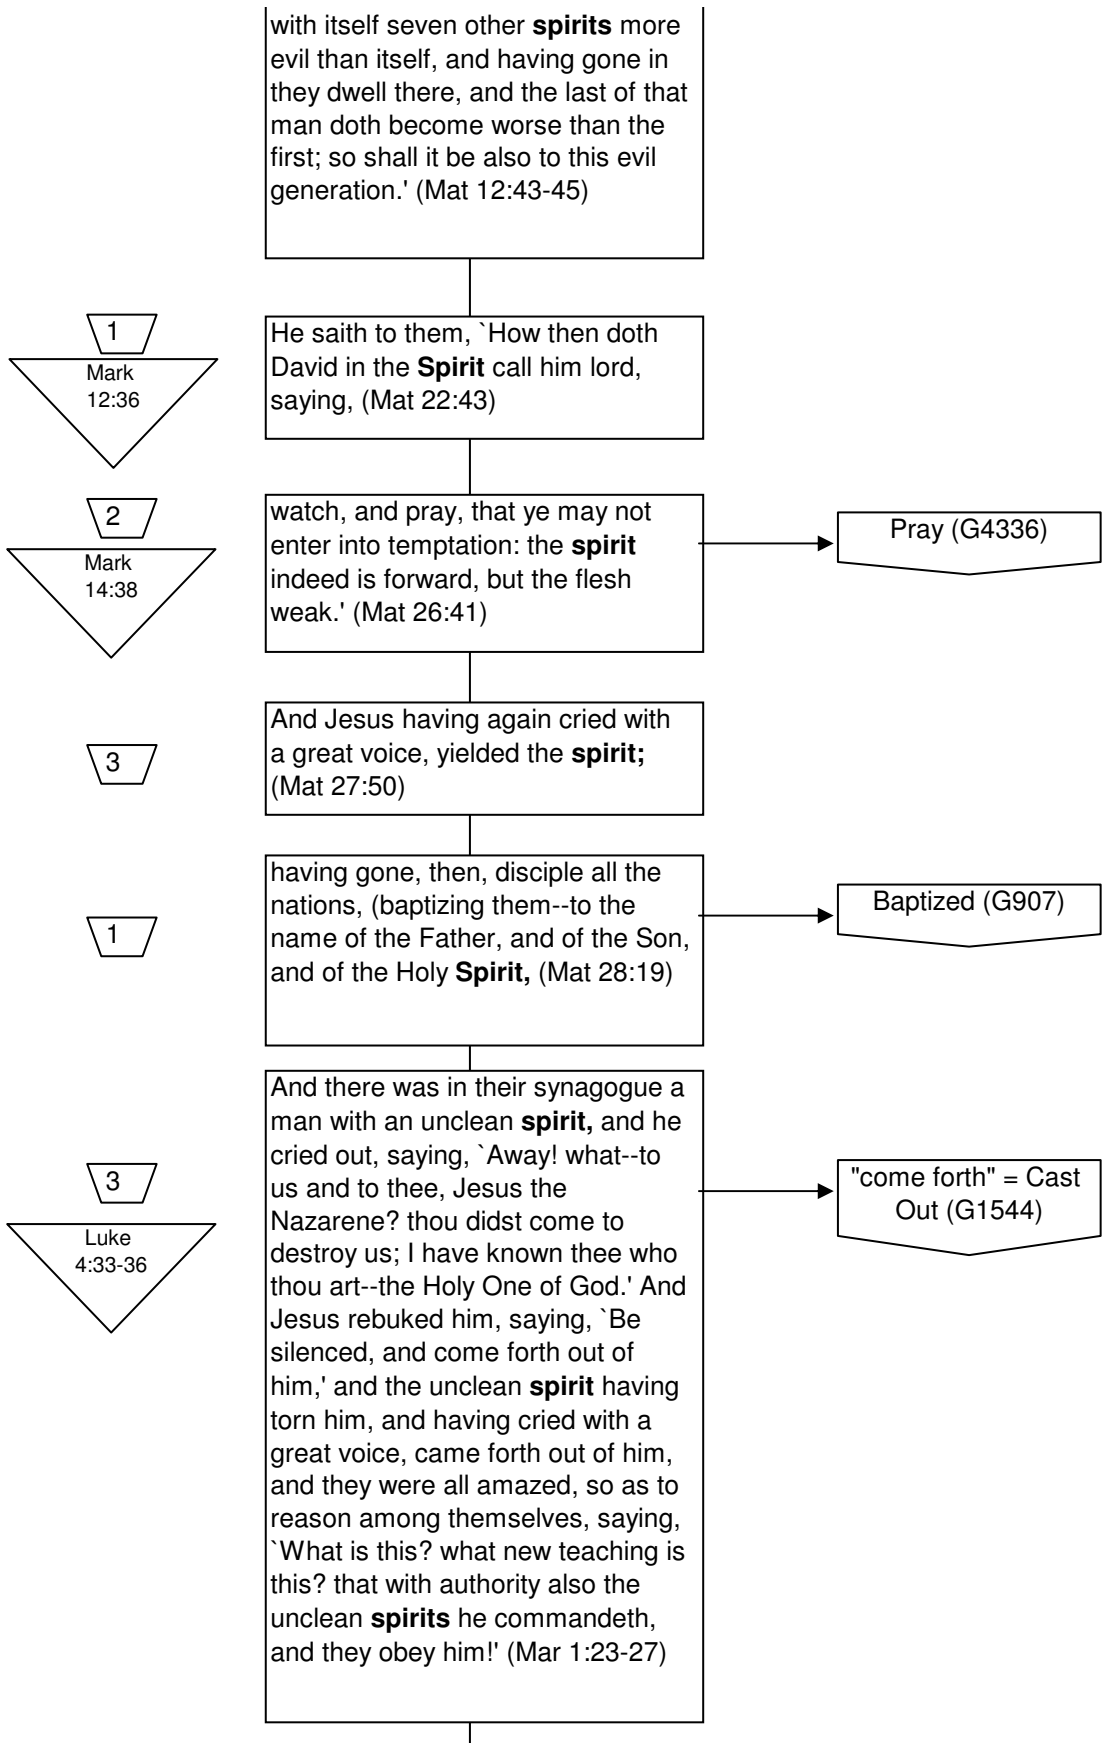 with itself seven other spirits more
evil than itself, and having gone in
they dwell there, and the last of that
man doth become worse than the
first; so shall it be also to this evil
generation.' (Mat 12:43-45)
1
Mark
12:36
He saith to them, `How then doth
David in the Spirit call him lord,
saying, (Mat 22:43)
2
Mark
14:38
watch, and pray, that ye may not
enter into temptation: the spirit
indeed is forward, but the flesh
weak.' (Mat 26:41)
Pray (G4336)
3
And Jesus having again cried with
a great voice, yielded the spirit;
(Mat 27:50)
1
having gone, then, disciple all the
nations, (baptizing them--to the
name of the Father, and of the Son,
and of the Holy Spirit, (Mat 28:19)
Baptized (G907)
3
Luke
4:33-36
And there was in their synagogue a
man with an unclean spirit, and he
cried out, saying, `Away! what--to
us and to thee, Jesus the
Nazarene? thou didst come to
destroy us; I have known thee who
thou art--the Holy One of God.' And
Jesus rebuked him, saying, `Be
silenced, and come forth out of
him,' and the unclean spirit having
torn him, and having cried with a
great voice, came forth out of him,
and they were all amazed, so as to
reason among themselves, saying,
`What is this? what new teaching is
this? that with authority also the
unclean spirits he commandeth,
and they obey him!' (Mar 1:23-27)
"come forth" = Cast
Out (G1544)